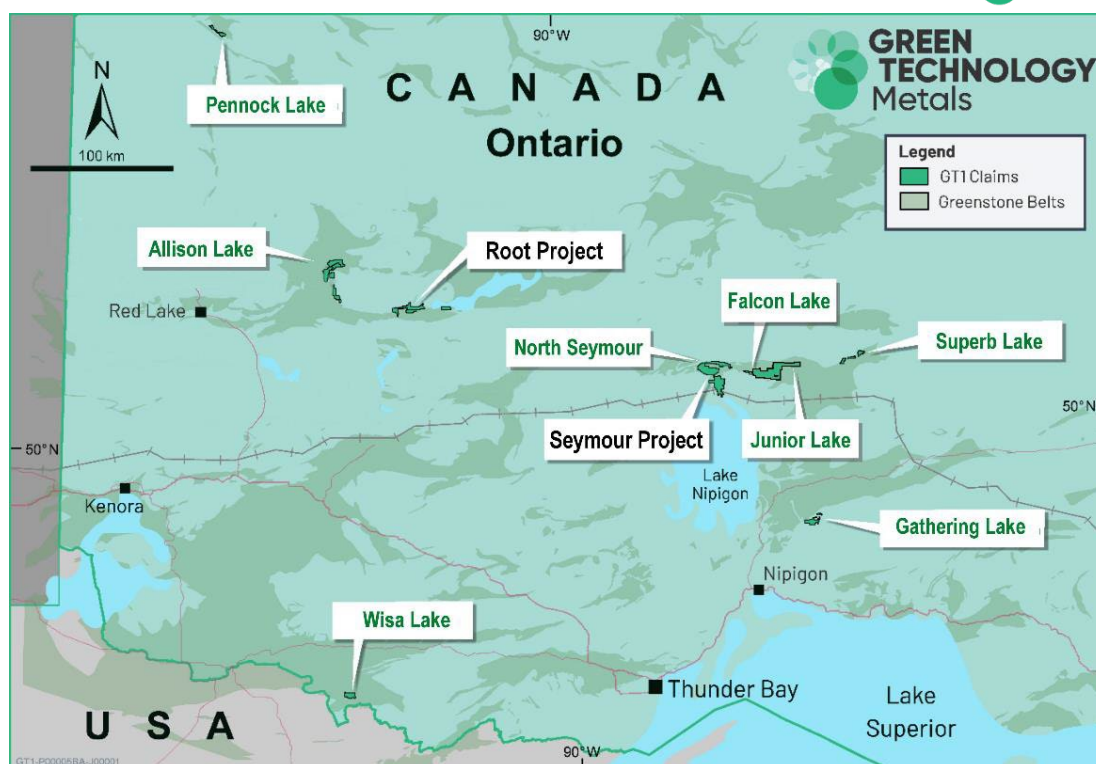 90°W
GREEN
TECHNOLOGY
Metals
N
Pennock Lake
CANADA
Ontario
100 km
Legend
GT1 Claims
Greenstone Belts
Allison Lake
Root Project
Red Lake
Falcon Lake
North Seymour
Superb Lake
50°N
Seymour Project
Junior Lake
50°N
Lake
Nipigon
Kenora
Gathering Lake
Nipigon
Wisa Lake
Thunder Bay
Lake
Superior
USA
90°W